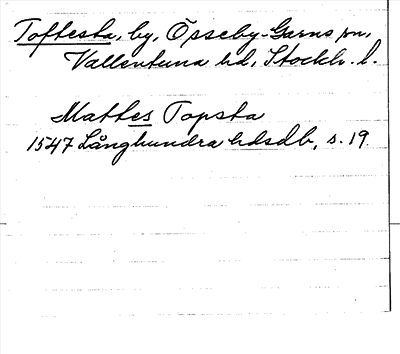 Toftesta, by, Össeby-Garns sn,
Vallentuna hd, Stockh. l.
Mattes Topsta
1547 Långhundra hdsdb, s. 19.